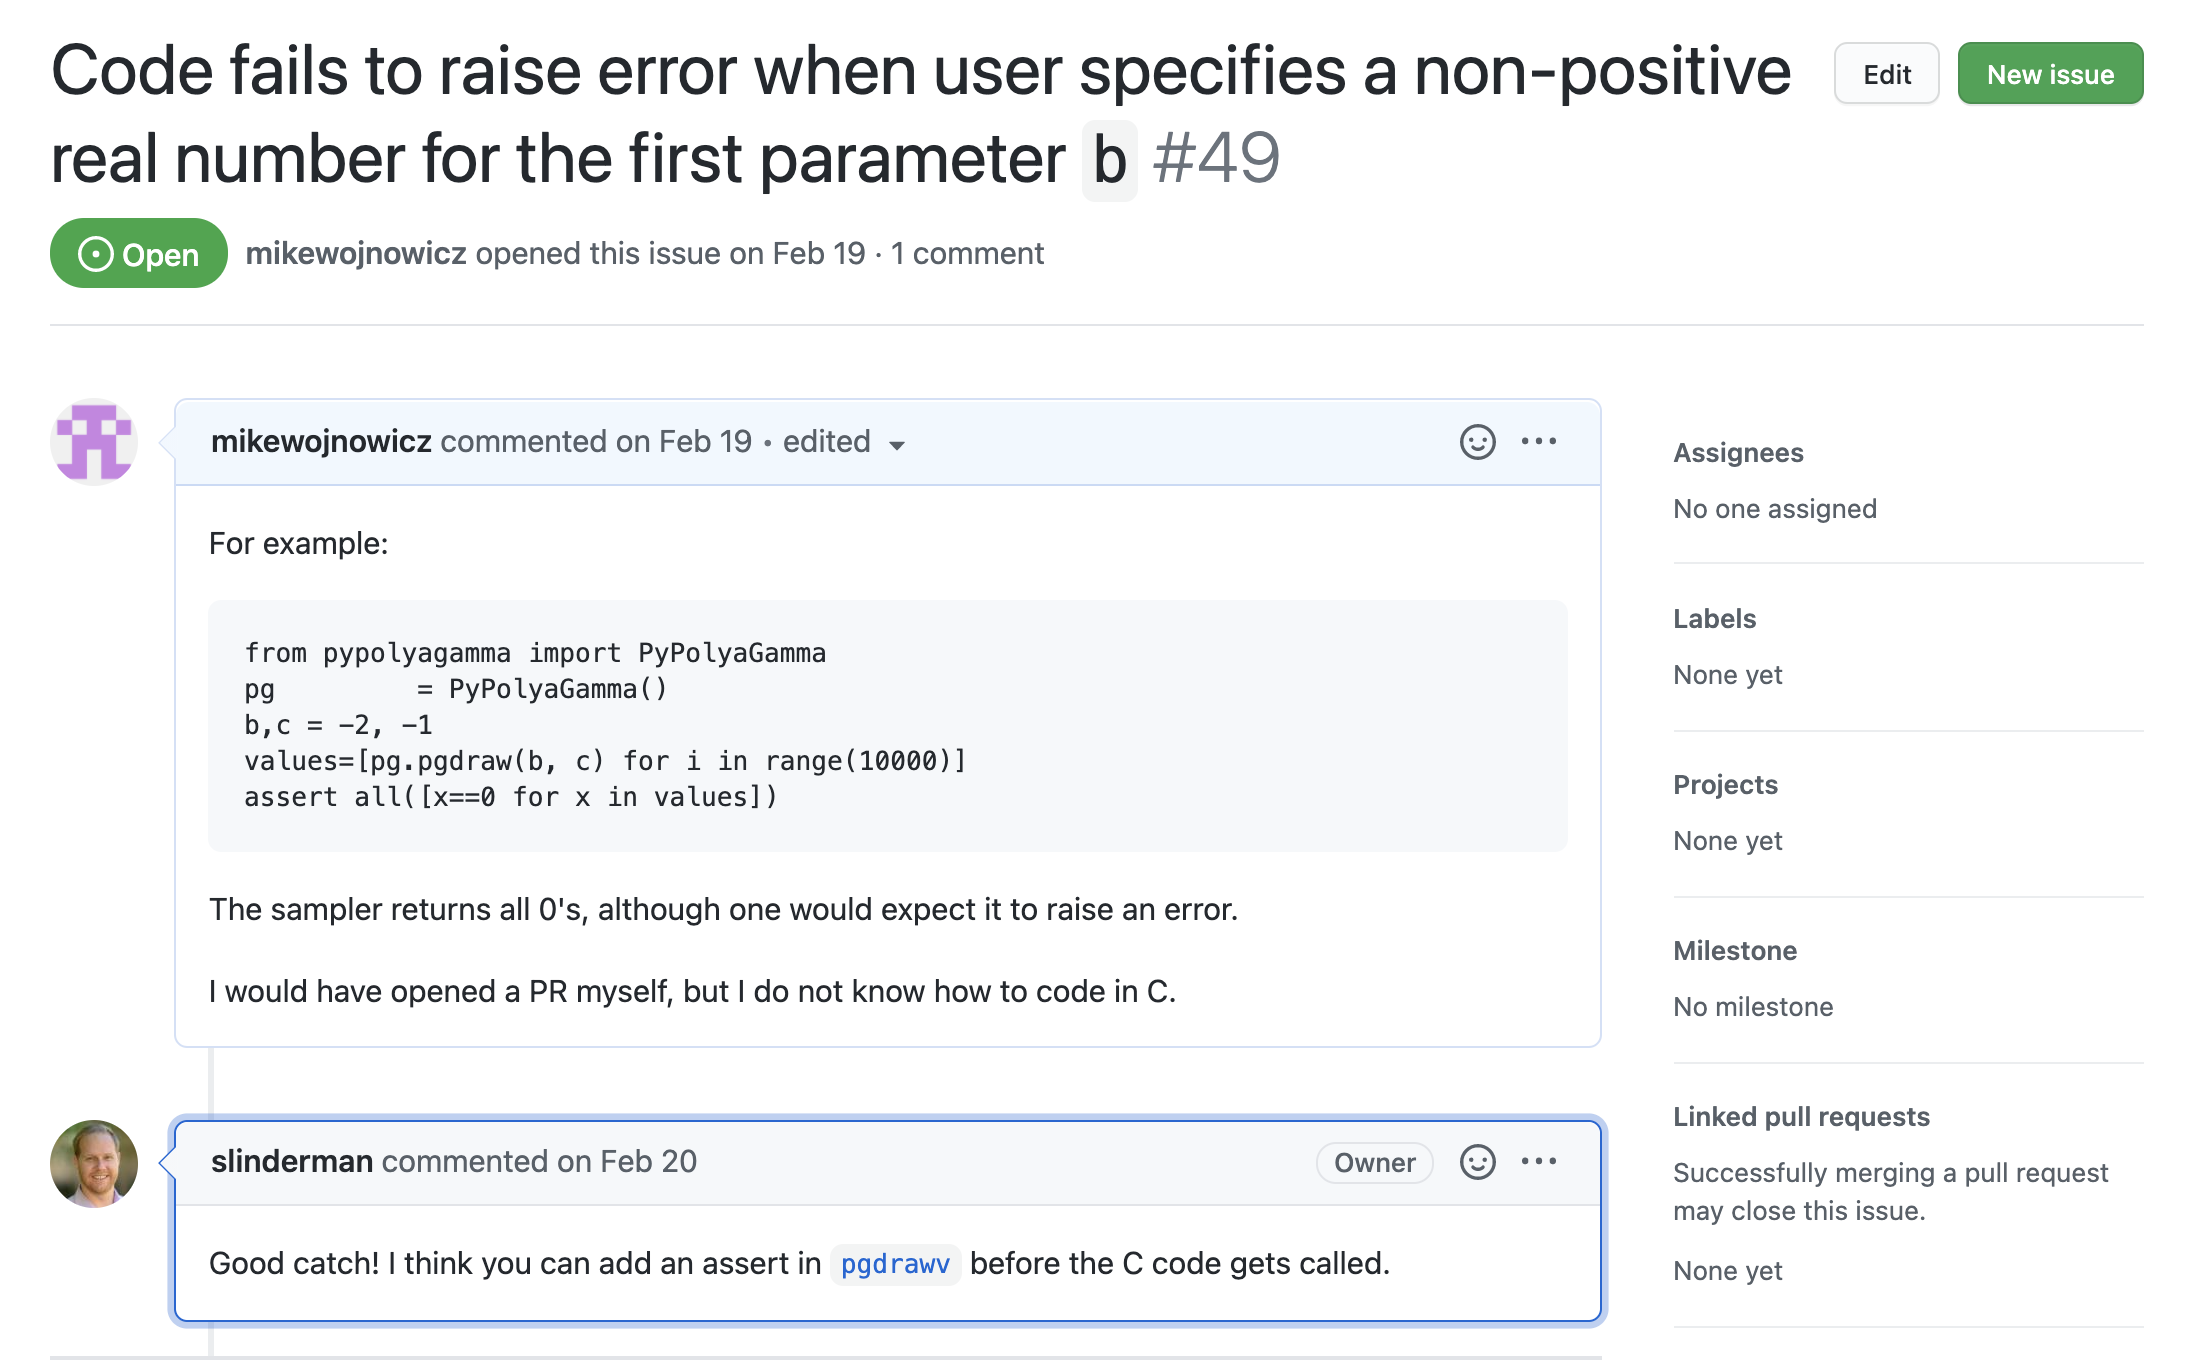 Code fails to raise error when user specifies a non-positive
real number for the first parameter b #49
Edit
New issue
Open
mikewojnowicz opened this issue on Feb 19 · 1 comment
mikewojnowicz commented on Feb 19 • edited
For example:
from pypolyagamma import PyPolyaGamma
pg         = PyPolyaGamma()
b,c = -2, -1
values=[pg.pgdraw(b, c) for i in range(10000)]
assert all([x==0 for x in values])
The sampler returns all 0's, although one would expect it to raise an error.
I would have opened a PR myself, but I do not know how to code in C.
slinderman commented on Feb 20
Owner
Good catch! I think you can add an assert in pgdrawv before the C code gets called.
Assignees
No one assigned
Labels
None yet
Projects
None yet
Milestone
No milestone
Linked pull requests
Successfully merging a pull request
may close this issue.
None yet